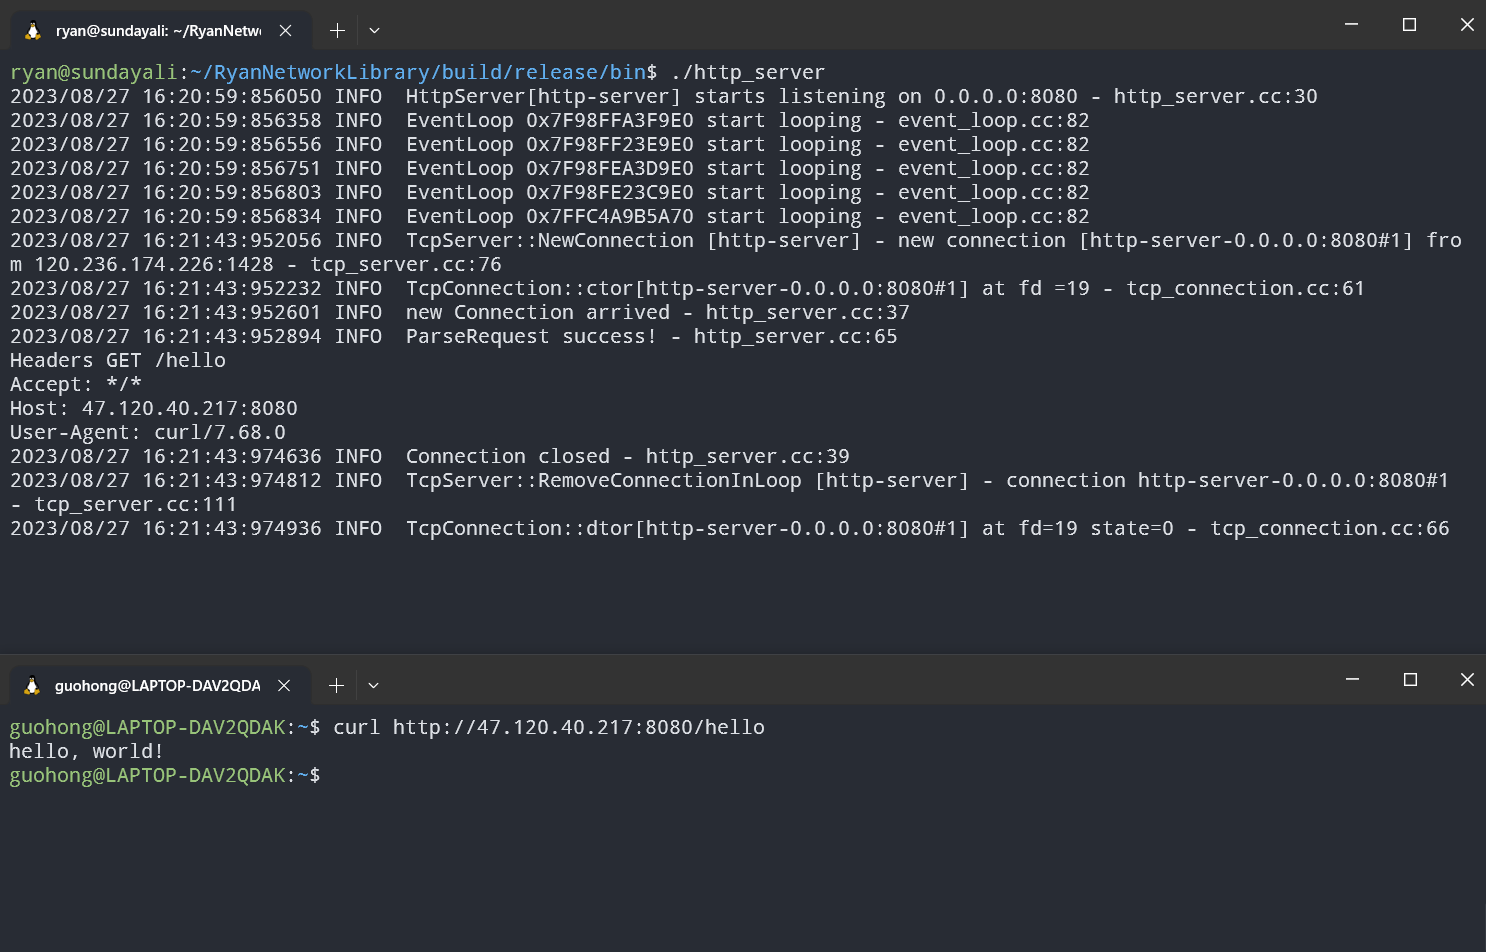 ryan@sundayali: ~/RyanNetw
ryan@sundayali:~/RyanNetworkLibrary/build/release/bin$ ./http_server
2023/08/27 16:20:59:856050 INFO  HttpServer[http-server] starts listening on 0.0.0.0:8080 - http_server.cc:30
2023/08/27 16:20:59:856358 INFO  EventLoop 0x7F98FFA3F9E0 start looping - event_loop.cc:82
2023/08/27 16:20:59:856556 INFO  EventLoop 0x7F98FF23E9E0 start looping - event_loop.cc:82
2023/08/27 16:20:59:856751 INFO  EventLoop 0x7F98FEA3D9E0 start looping - event_loop.cc:82
2023/08/27 16:20:59:856803 INFO  EventLoop 0x7F98FE23C9E0 start looping - event_loop.cc:82
2023/08/27 16:20:59:856834 INFO  EventLoop 0x7FFC4A9B5A70 start looping - event_loop.cc:82
2023/08/27 16:21:43:952056 INFO  TcpServer::NewConnection [http-server] - new connection [http-server-0.0.0.0:8080#1] fro
m 120.236.174.226:1428 - tcp_server.cc:76
2023/08/27 16:21:43:952232 INFO  TcpConnection::ctor[http-server-0.0.0.0:8080#1] at fd =19 - tcp_connection.cc:61
2023/08/27 16:21:43:952601 INFO  new Connection arrived - http_server.cc:37
2023/08/27 16:21:43:952894 INFO  ParseRequest success! - http_server.cc:65
Headers GET /hello
Accept: */*
Host: 47.120.40.217:8080
User-Agent: curl/7.68.0
2023/08/27 16:21:43:974636 INFO  Connection closed - http_server.cc:39
2023/08/27 16:21:43:974812 INFO  TcpServer::RemoveConnectionInLoop [http-server] - connection http-server-0.0.0.0:8080#1
- tcp_server.cc:111
2023/08/27 16:21:43:974936 INFO  TcpConnection::dtor[http-server-0.0.0.0:8080#1] at fd=19 state=0 - tcp_connection.cc:66
guohong@LAPTOP-DAV2QDA
guohong@LAPTOP-DAV2QDAK:~$ curl http://47.120.40.217:8080/hello
hello, world!
guohong@LAPTOP-DAV2QDAK:~$